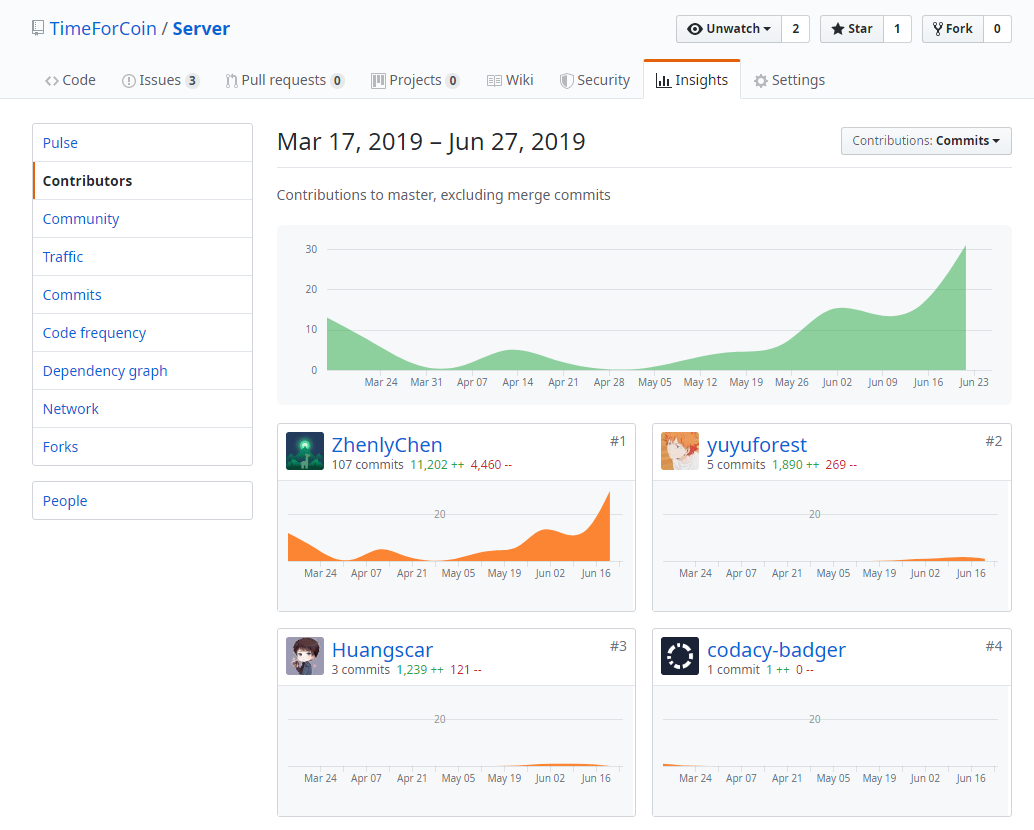 TimeForCoin / Server
Unwatch 2 Star 1 Fork 0
Code Issues 3 Pull requests 0 Projects 0 Wiki Security Insights Settings
Pulse
Contributors
Community
Traffic
Commits
Code frequency
Dependency graph
Network
Forks
People
Mar 17, 2019 – Jun 27, 2019
Contributions: Commits
Contributions to master, excluding merge commits
30
20
10
0
Mar 24 Mar 31 Apr 07 Apr 14 Apr 21 Apr 28 May 05 May 12 May 19 May 26 Jun 02 Jun 09 Jun 16 Jun 23
ZhenlyChen #1
107 commits 11,202 ++ 4,460 --
20
Mar 24 Apr 07 Apr 21 May 05 May 19 Jun 02 Jun 16
yuyuforest #2
5 commits 1,890 ++ 269 --
20
Mar 24 Apr 07 Apr 21 May 05 May 19 Jun 02 Jun 16
Huangscar #3
3 commits 1,239 ++ 121 --
20
Mar 24 Apr 07 Apr 21 May 05 May 19 Jun 02 Jun 16
codacy-badger #4
1 commit 1 ++ 0 --
20
Mar 24 Apr 07 Apr 21 May 05 May 19 Jun 02 Jun 16